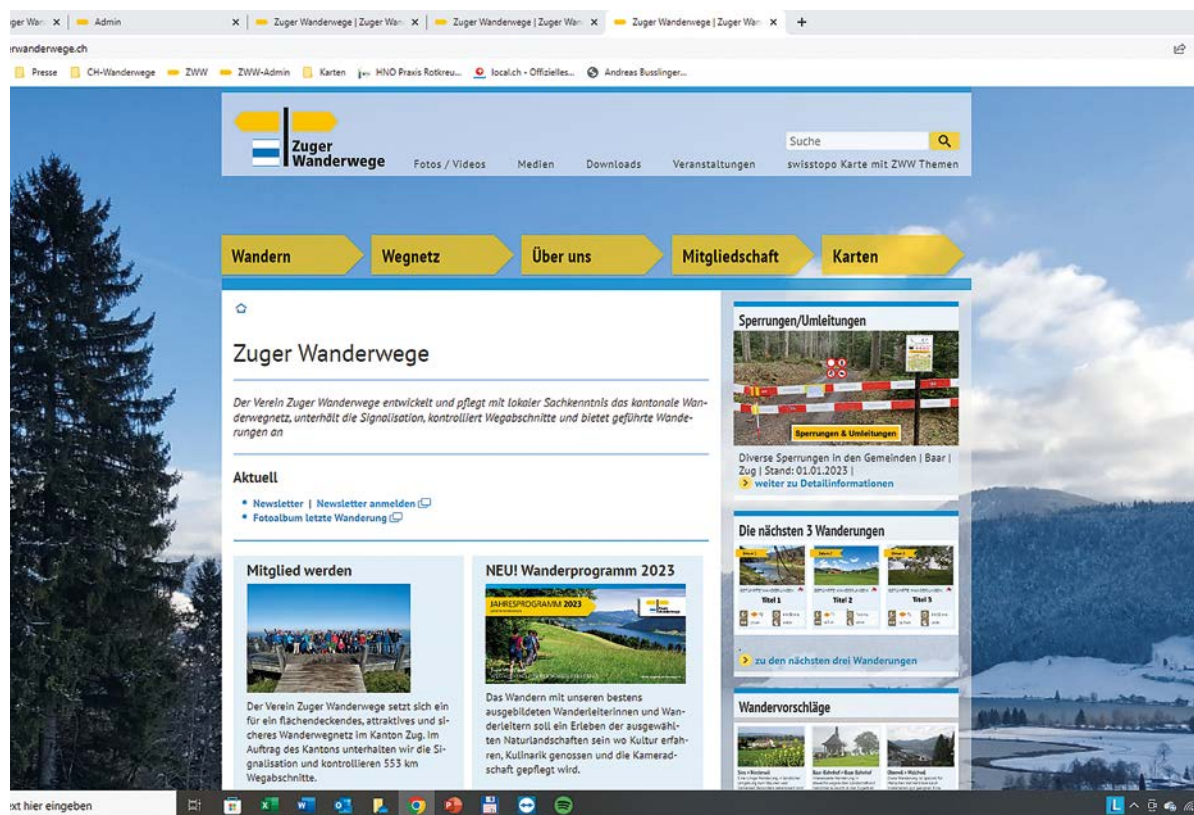 Admin
Zuger Wanderwege | Zuger Wan
Zuger Wanderwege | Zuger Wan
Zuger Wanderwege | Zuger Wan
erwanderwege.ch
Presse
CH-Wanderwege
ZWW
ZWW-Admin
Karten
HNO Praxis Rotkreu...
local.ch - Offizielles...
Andreas Busslinger...
Zuger
Wanderwege
Fotos / Videos
Medien
Downloads
Veranstaltungen
Suche
swisstopo Karte mit ZWW Themen
Wandern
Wegnetz
Über uns
Mitgliedschaft
Karten
Zuger Wanderwege
Der Verein Zuger Wanderwege entwickelt und pflegt mit lokaler Sachkenntnis das kantonale Wan-
derwegnetz, unterhält die Signalisation, kontrolliert Wegabschnitte und bietet geführte Wande-
rungen an
Aktuell
Newsletter | Newsletter anmelden
Fotoalbum letzte Wanderung
Mitglied werden
Der Verein Zuger Wanderwege setzt sich ein
für ein flächendeckendes, attraktives und si-
cheres Wanderwegnetz im Kanton Zug. Im
Auftrag des Kantons unterhalten wir die Si-
gnalisation und kontrollieren 553 km
Wegabschnitte.
NEU! Wanderprogramm 2023
JAHRESPROGRAMM 2023
Das Wandern mit unseren bestens
ausgebildeten Wanderleiterinnen und Wan-
derleitern soll ein Erleben der ausgewähl-
ten Naturlandschaften sein wo Kultur erfah-
ren, Kulinarik genossen und die Kamerad-
schaft gepflegt wird.
Sperrungen/Umleitungen
Sperrungen & Umleitungen
Diverse Sperrungen in den Gemeinden | Baar |
Zug | Stand: 01.01.2023 |
weiter zu Detailinformationen
Die nächsten 3 Wanderungen
Titel 1
Titel 2
Titel 3
zu den nächsten drei Wanderungen
Wandervorschläge
ext hier eingeben